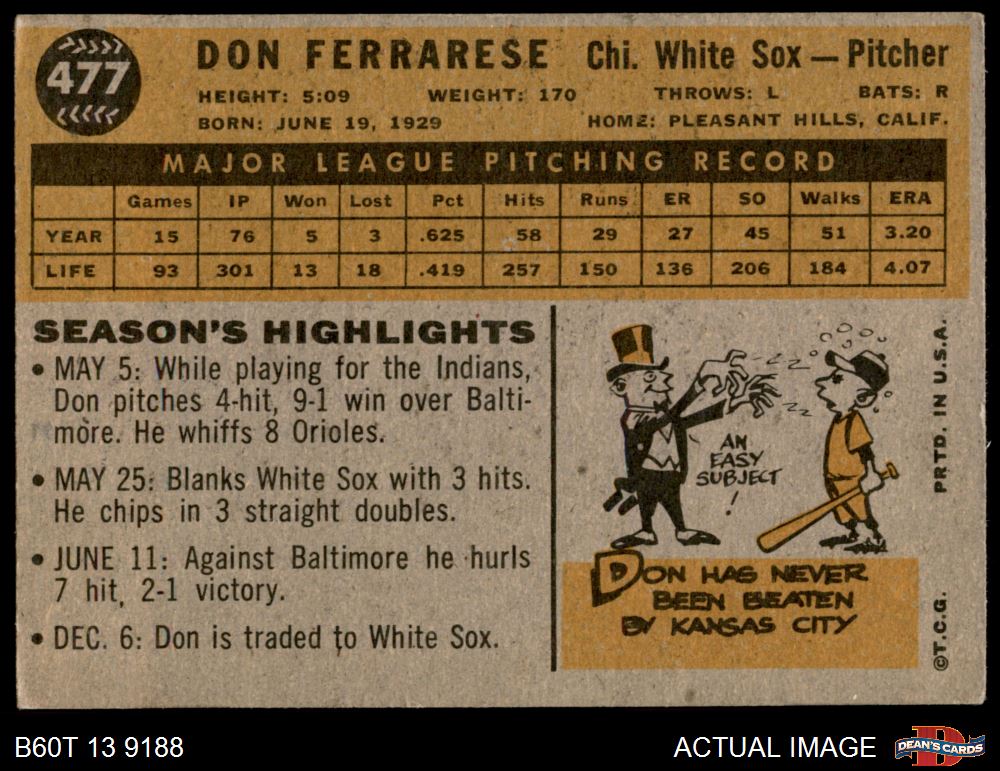 477
DON FERRARESE Chi. White Sox — Pitcher
HEIGHT: 5:09 WEIGHT: 170 THROWS: L BATS: R
BORN: JUNE 19, 1929 HOME: PLEASANT HILLS, CALIF.
MAJOR LEAGUE PITCHING RECORD
Games IP Won Lost Pct Hits Runs ER SO Walks ERA
YEAR 15 76 5 3 .625 58 29 27 45 51 3.20
LIFE 93 301 13 18 .419 257 150 136 206 184 4.07
SEASON'S HIGHLIGHTS
• MAY 5: While playing for the Indians,
Don pitches 4-hit, 9-1 win over Balti-
more. He whiffs 8 Orioles.
• MAY 25: Blanks White Sox with 3 hits.
He chips in 3 straight doubles.
• JUNE 11: Against Baltimore he hurls
7 hit, 2-1 victory.
• DEC. 6: Don is traded to White Sox.
AN
EASY
SUBJECT
!
DON HAS NEVER
BEEN BEATEN
BY KANSAS CITY
©T.C.G. PRTD. IN U.S.A.
B60T 13 9188 ACTUAL IMAGE
D
DEAN'S CARDS